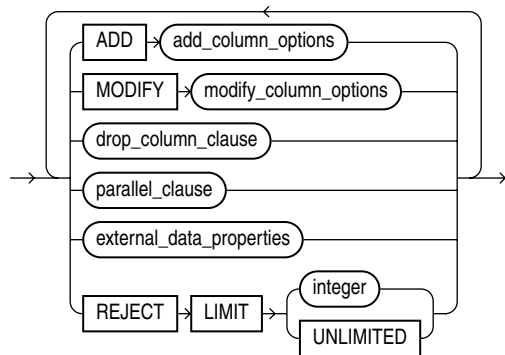 ADD add_column_options
MODIFY modify_column_options
drop_column_clause
parallel_clause
external_data_properties
integer
REJECT LIMIT
UNLIMITED